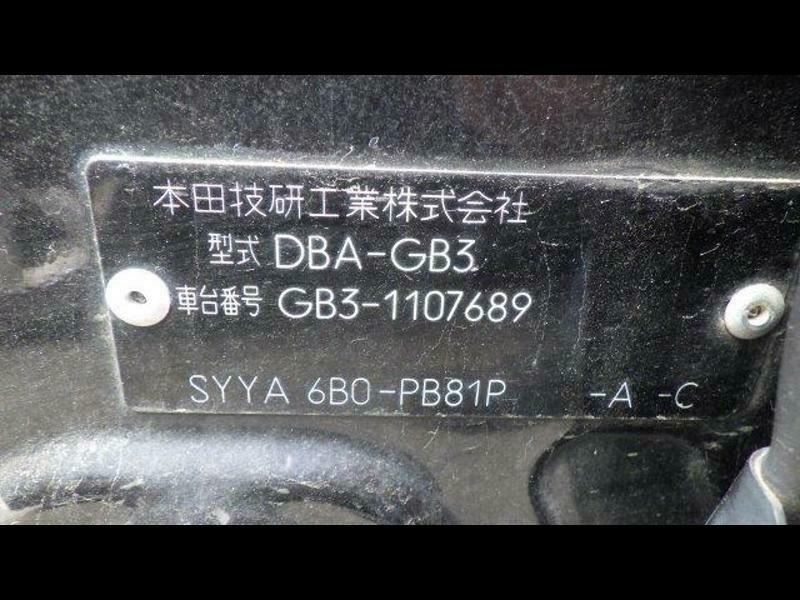 本田技研工業株式会社
型式 DBA-GB3
車台番号 GB3-1107689
SYYA 6B0-PB81P -A -C